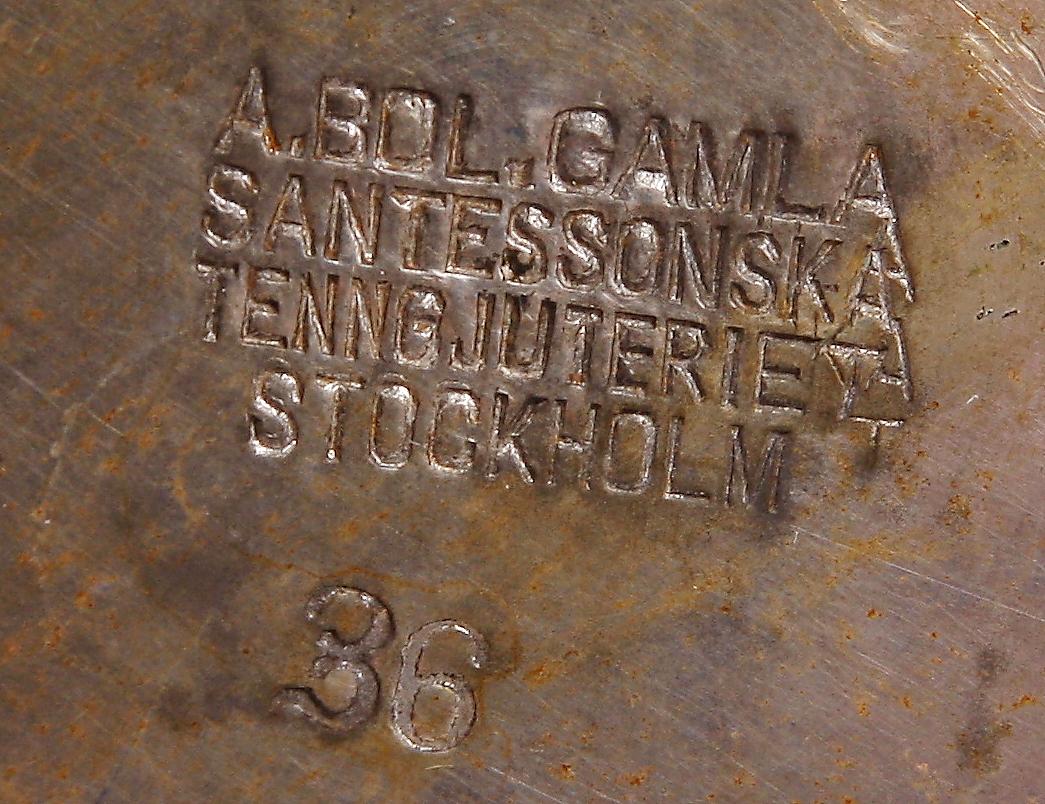 A.BOL.GAMLA
SANTESSONSKA
TENNGJUTERIET
STOCKHOLM
36